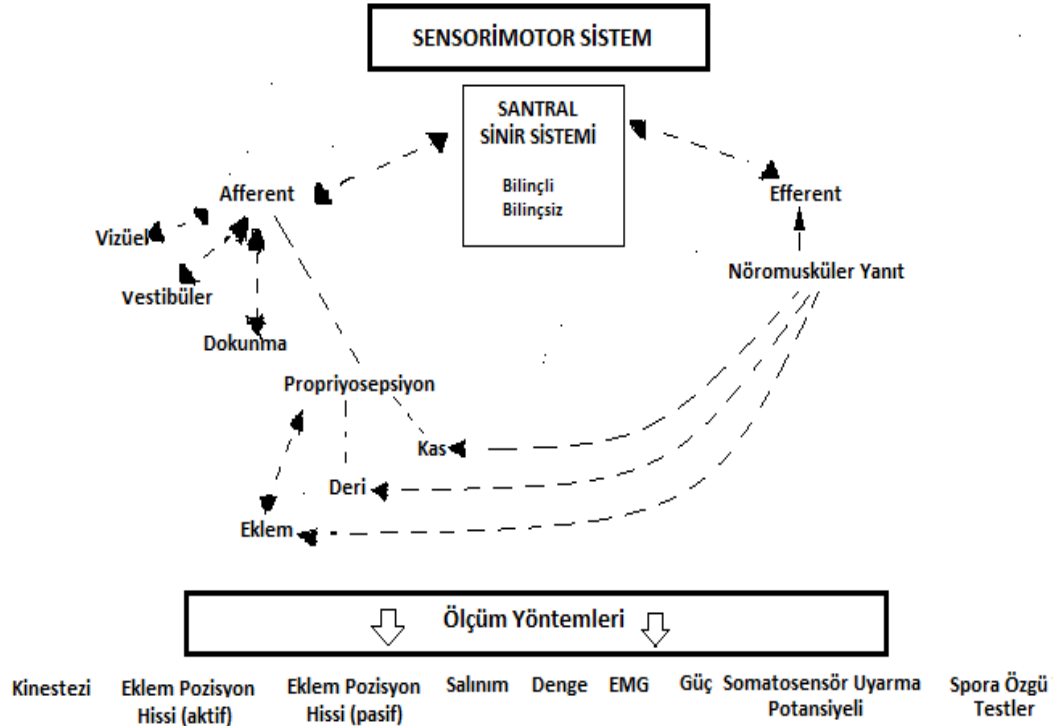 SENSORİMOTOR SİSTEM
SANTRAL
SİNİR SİSTEMİ
Bilinçli
Bilinçsiz
Afferent
Efferent
Vizüel
Nöromusküler Yanıt
Vestibüler
Dokunma
Propriyosepsiyon
Kas
Deri
Eklem
Ölçüm Yöntemleri
Kinestezi
Eklem Pozisyon
Hissi (aktif)
Eklem Pozisyon
Hissi (pasif)
Salınım
Denge
EMG
Güç
Somatosensör Uyarma
Potansiyeli
Spora Özgü
Testler